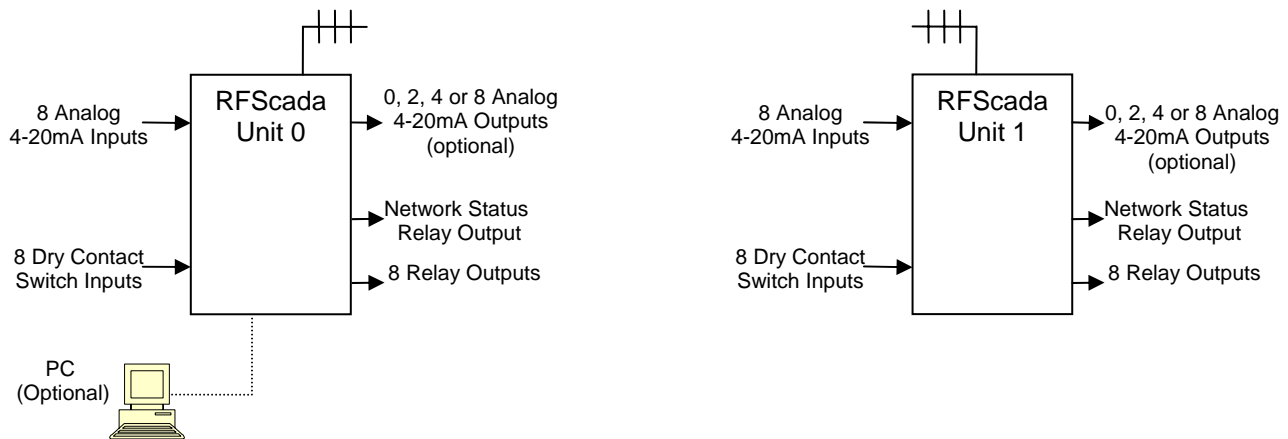 RFScada
Unit 0
8 Analog
4-20mA Inputs
0, 2, 4 or 8 Analog
4-20mA Outputs
(optional)
Network Status
Relay Output
8 Dry Contact
Switch Inputs
8 Relay Outputs
PC
(Optional)
RFScada
Unit 1
8 Analog
4-20mA Inputs
0, 2, 4 or 8 Analog
4-20mA Outputs
(optional)
Network Status
Relay Output
8 Dry Contact
Switch Inputs
8 Relay Outputs